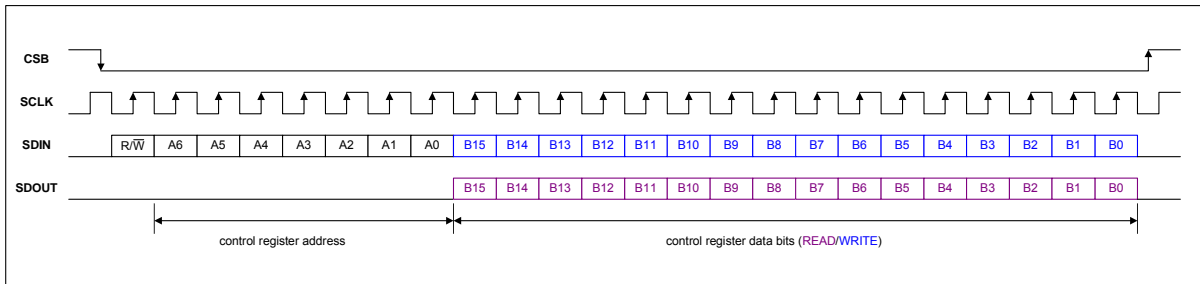 CSB
SCLK
SDIN R/W̅ A6 A5 A4 A3 A2 A1 A0 B15 B14 B13 B12 B11 B10 B9 B8 B7 B6 B5 B4 B3 B2 B1 B0
SDOUT B15 B14 B13 B12 B11 B10 B9 B8 B7 B6 B5 B4 B3 B2 B1 B0
control register address control register data bits (READ/WRITE)